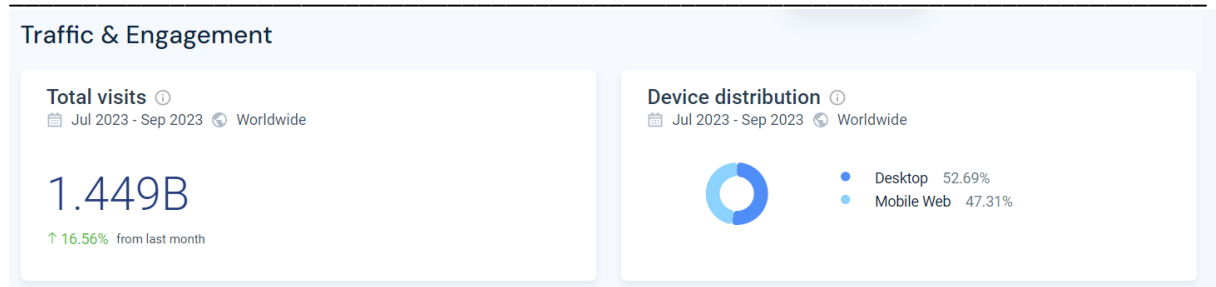 Traffic & Engagement
Total visits
Jul 2023 - Sep 2023 Worldwide
1.449B
↑ 16.56% from last month
Device distribution
Jul 2023 - Sep 2023 Worldwide
Desktop 52.69%
Mobile Web 47.31%